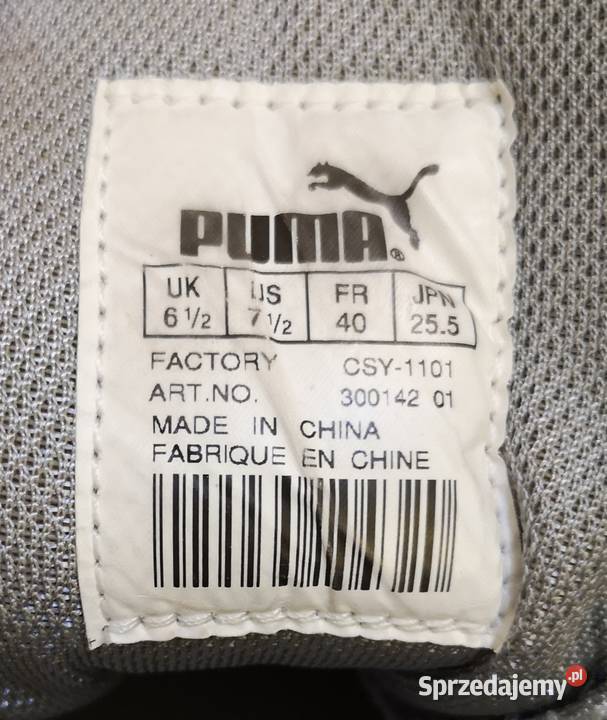 PUMA®
UK US FR JPN
6 1/2 7 1/2 40 25.5
FACTORY CSY-1101
ART.NO. 300142 01
MADE IN CHINA
FABRIQUE EN CHINE
Sprzedajemy.pl